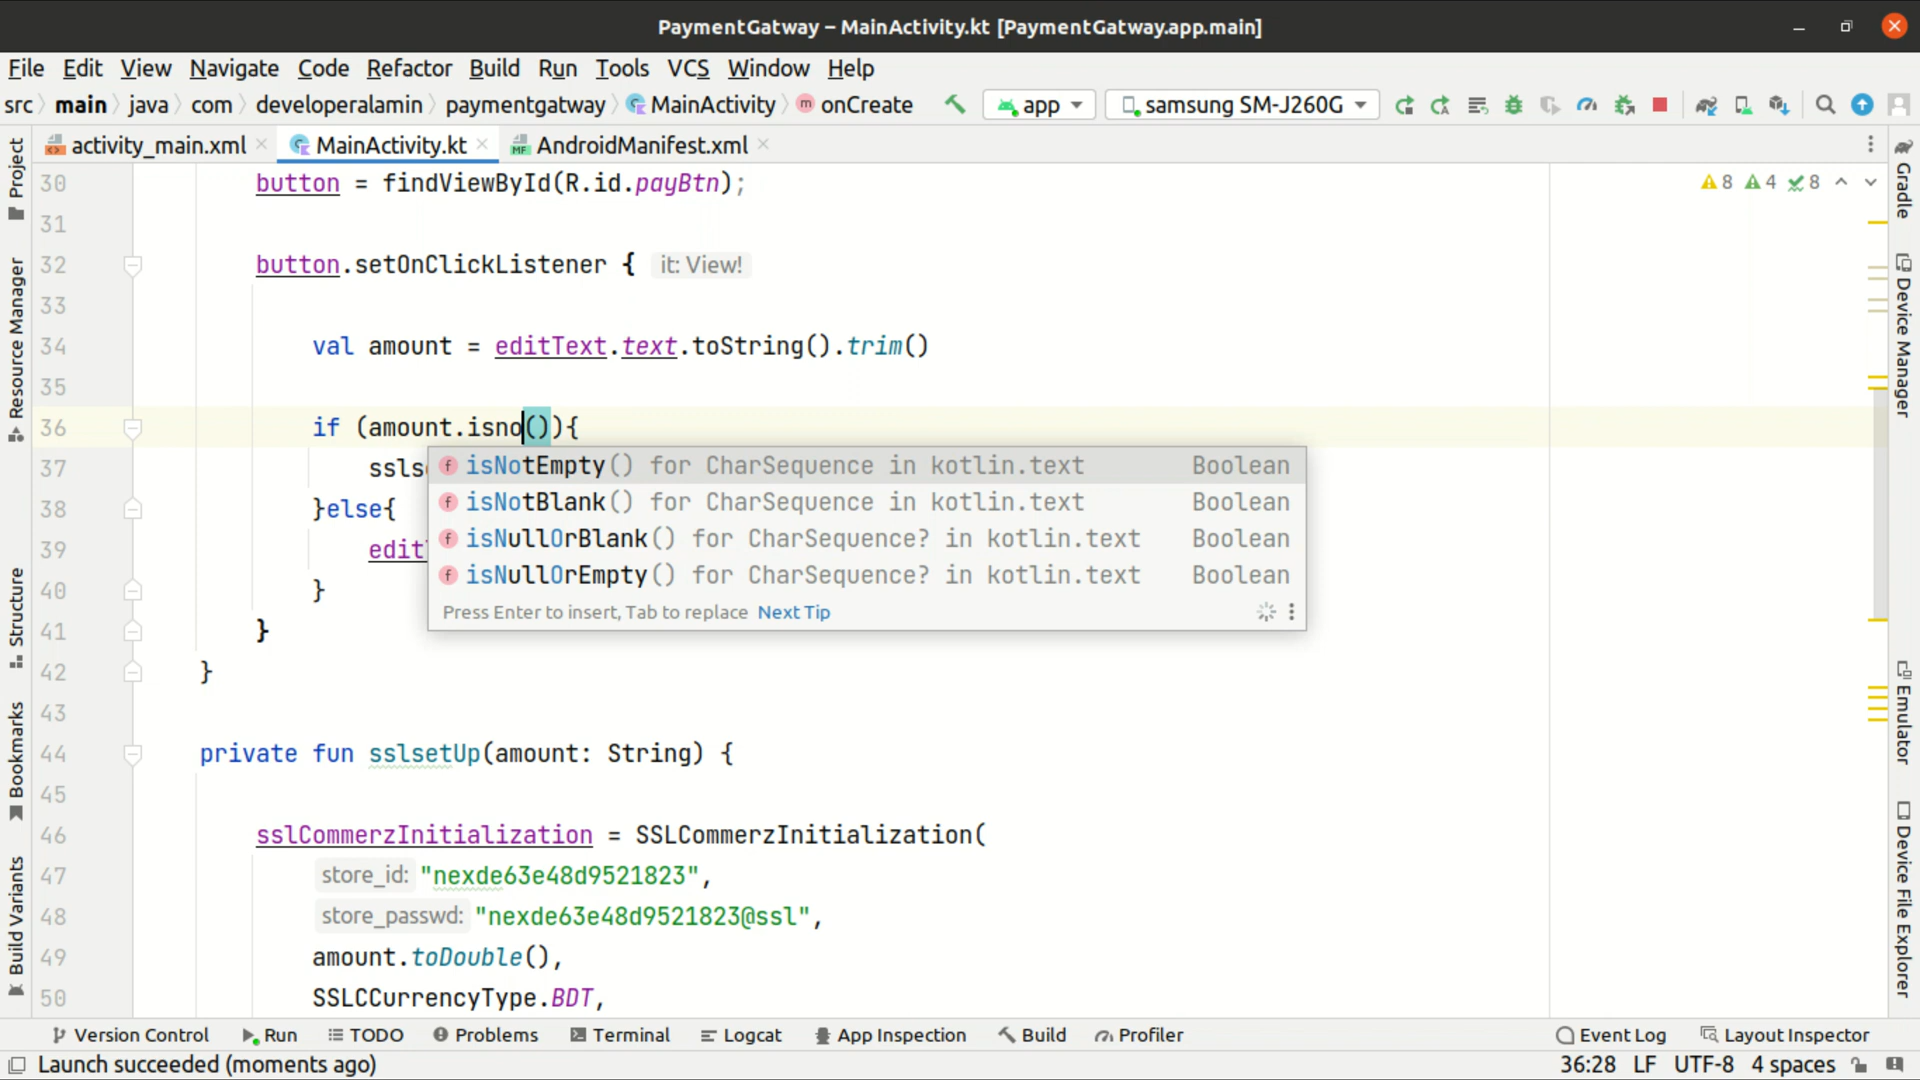 PaymentGatway – MainActivity.kt [PaymentGatway.app.main]
File Edit View Navigate Code Refactor Build Run Tools VCS Window Help
src main java com developeralamin paymentgatway MainActivity m onCreate app samsung SM-J260G
activity_main.xml MainActivity.kt MF AndroidManifest.xml
30 button = findViewById(R.id.payBtn); 8 4 8
31
32 button.setOnClickListener { it: View!
33
34 val amount = editText.text.toString().trim()
35
36 if (amount.isno()){
37 sslse
38 }else{
39 edit
40 }
41 }
42 }
43
44 private fun sslsetUp(amount: String) {
45
46 sslCommerzInitialization = SSLCommerzInitialization(
47 store_id: "nexde63e48d9521823",
48 store_passwd: "nexde63e48d9521823@ssl",
49 amount.toDouble(),
50 SSLCCurrencyType.BDT,
f isNotEmpty() for CharSequence in kotlin.text Boolean
f isNotBlank() for CharSequence in kotlin.text Boolean
f isNullOrBlank() for CharSequence? in kotlin.text Boolean
f isNullOrEmpty() for CharSequence? in kotlin.text Boolean
Press Enter to insert, Tab to replace Next Tip
Project
Resource Manager
Structure
Bookmarks
Build Variants
Gradle
Device Manager
Emulator
Device File Explorer
Version Control Run TODO Problems Terminal Logcat App Inspection Build Profiler Event Log Layout Inspector
Launch succeeded (moments ago) 36:28 LF UTF-8 4 spaces